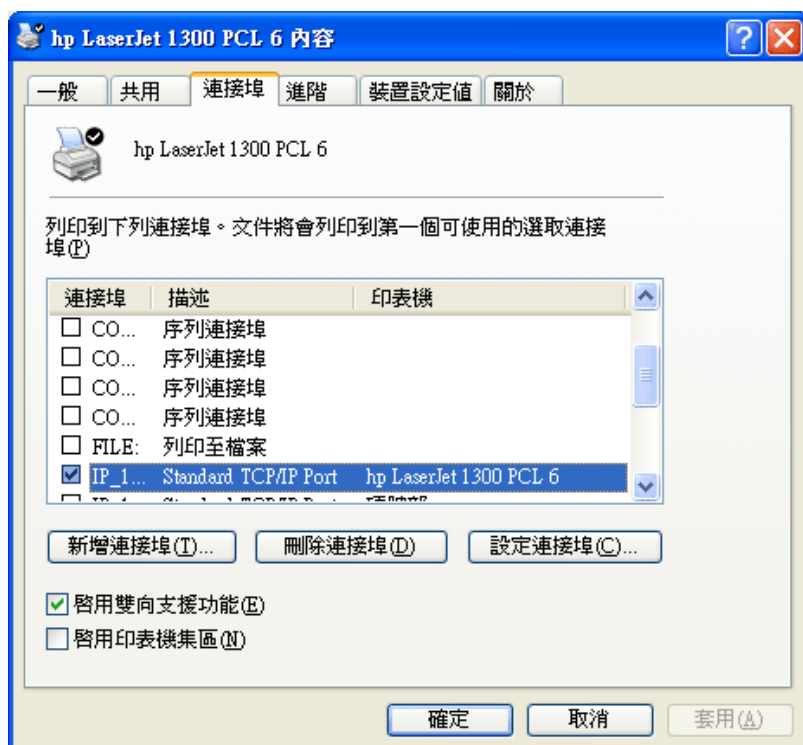 hp LaserJet 1300 PCL 6 內容
一般 共用 連接埠 進階 裝置設定值 關於
hp LaserJet 1300 PCL 6
列印到下列連接埠。文件將會列印到第一個可使用的選取連接
埠(P)
連接埠 描述 印表機
CO... 序列連接埠
CO... 序列連接埠
CO... 序列連接埠
CO... 序列連接埠
FILE: 列印至檔案
IP_1... Standard TCP/IP Port hp LaserJet 1300 PCL 6
新增連接埠(T)... 刪除連接埠(D) 設定連接埠(C)...
啓用雙向支援功能(E)
啓用印表機集區(N)
確定 取消 套用(A)